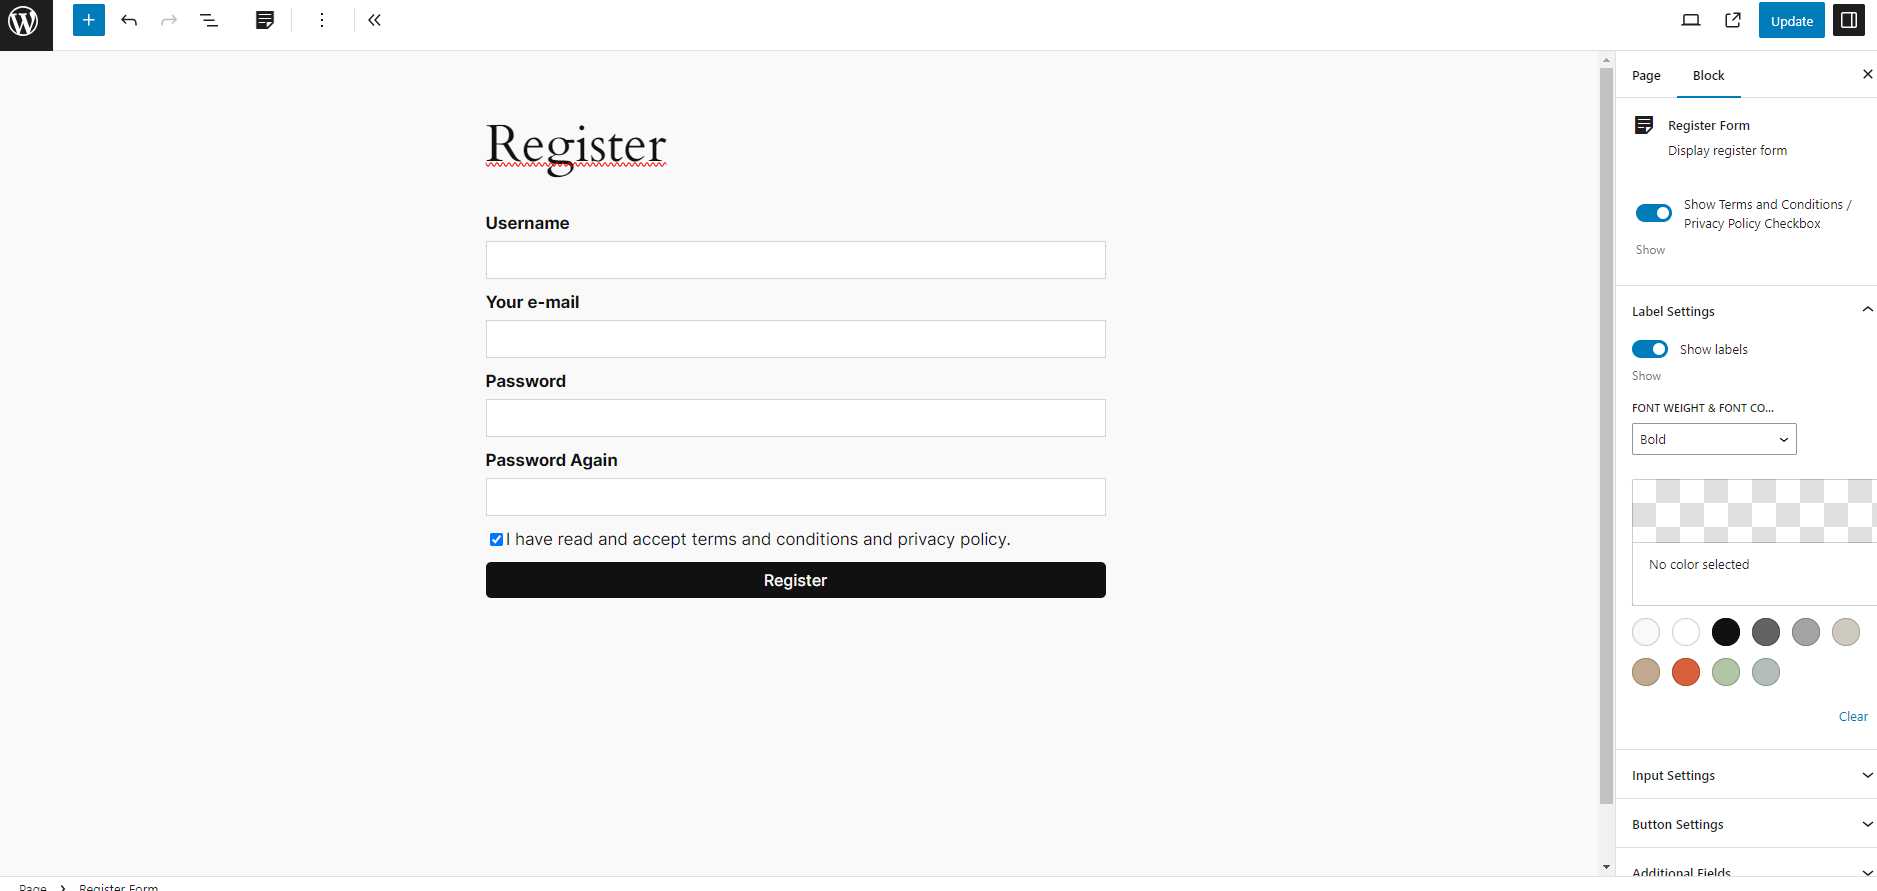 Update
Page
Block
Register Form
Display register form
Show Terms and Conditions /
Privacy Policy Checkbox
Show
Label Settings
Show labels
Show
FONT WEIGHT & FONT CO...
Bold
No color selected
Clear
Input Settings
Button Settings
Additional Fields
Register
Username
Your e-mail
Password
Password Again
I have read and accept terms and conditions and privacy policy.
Register
Page
Register Form